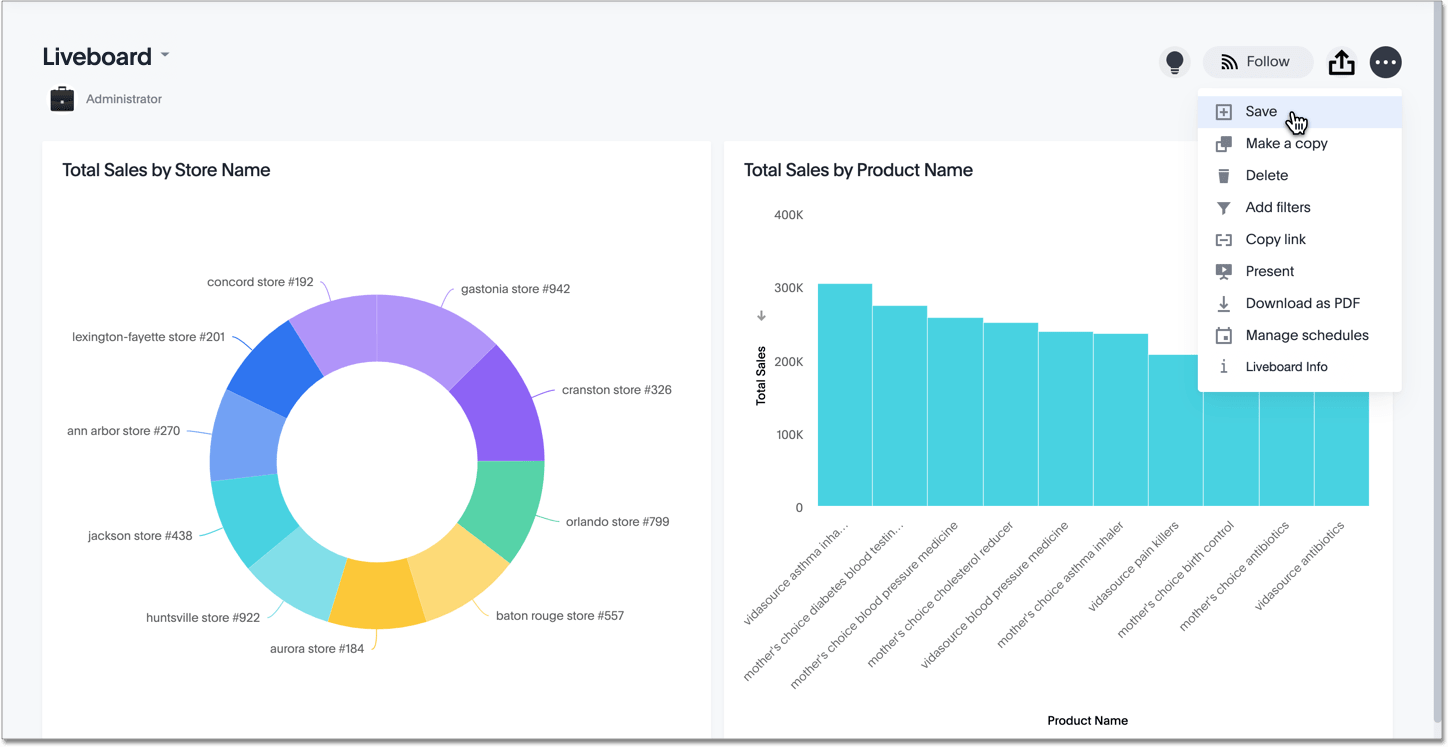 Liveboard
Follow
Administrator
Save
Make a copy
Delete
Add filters
Copy link
Present
Download as PDF
Manage schedules
Liveboard Info
Total Sales by Store Name
concord store #192
gastonia store #942
lexington-fayette store #201
cranston store #326
ann arbor store #270
orlando store #799
jackson store #438
baton rouge store #557
huntsville store #922
aurora store #184
Total Sales by Product Name
400K
300K
200K
100K
0
Total Sales
vidasource asthma inha...
mother's choice diabetes blood testin...
mother's choice blood pressure medicine
mother's choice cholesterol reducer
vidasource blood pressure medicine
mother's choice asthma inhaler
vidasource pain killers
mother's choice birth control
mother's choice antibiotics
vidasource antibiotics
Product Name